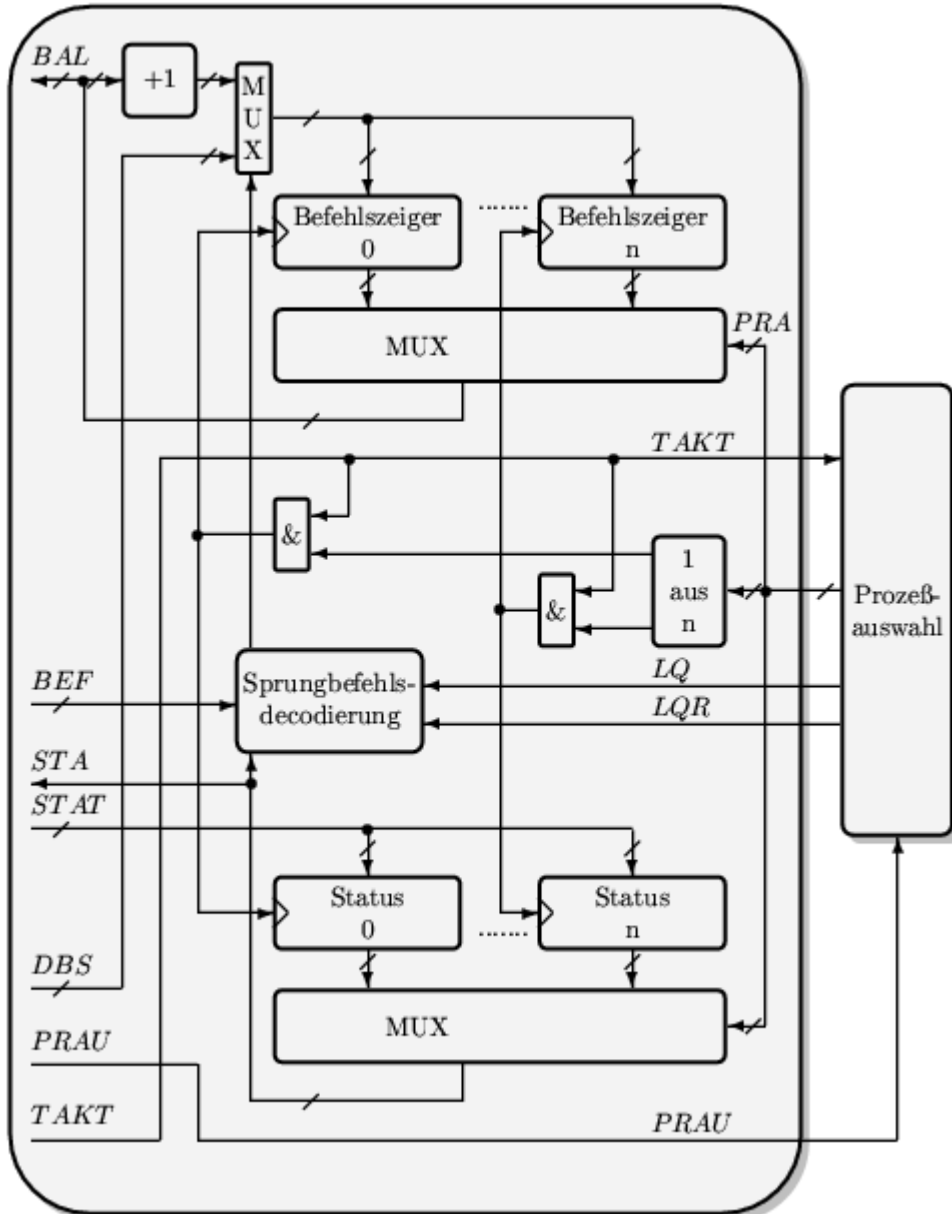 BAL
+1
M
U
X
Befehlszeiger
0
.......
Befehlszeiger
n
MUX
PRA
TAKT
&
1
aus
n
&
Prozeß-
auswahl
BEF
Sprungbefehls-
decodierung
LQ
LQR
STA
STAT
Status
0
.......
Status
n
DBS
MUX
PRAU
TAKT
PRAU